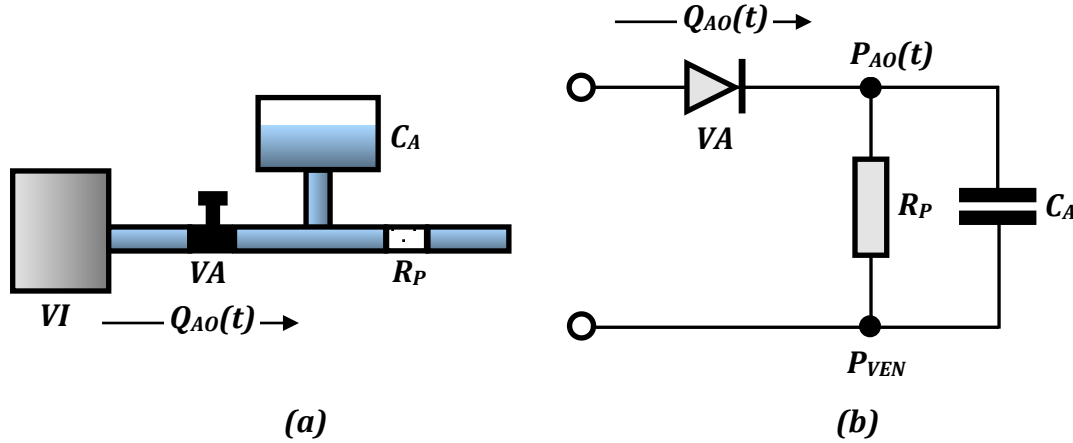 Q_AO(t)
P_AO(t)
C_A
VA
R_P
C_A
VA
R_P
VI
Q_AO(t)
P_VEN
(a)
(b)